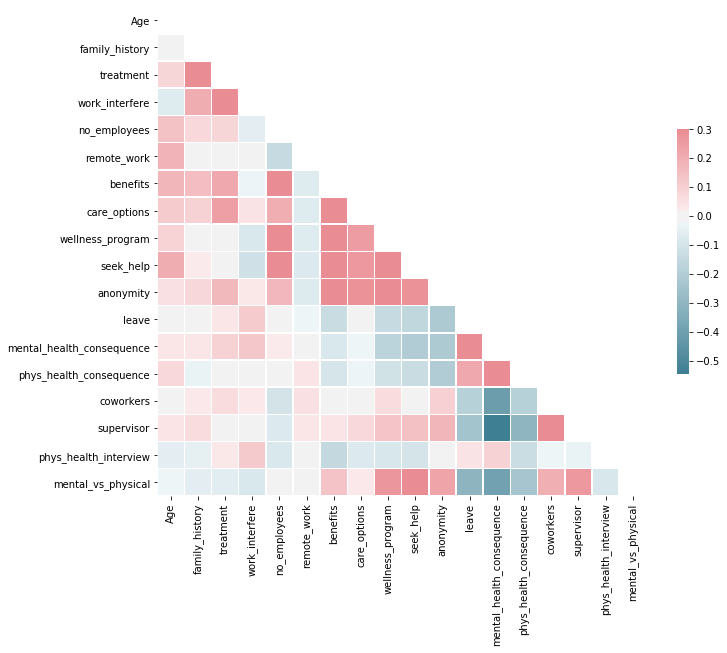 Age
family_history
treatment
work_interfere
no_employees
remote_work
benefits
care_options
wellness_program
seek_help
anonymity
leave
mental_health_consequence
phys_health_consequence
coworkers
supervisor
phys_health_interview
mental_vs_physical
Age
family_history
treatment
work_interfere
no_employees
remote_work
benefits
care_options
wellness_program
seek_help
anonymity
leave
mental_health_consequence
phys_health_consequence
coworkers
supervisor
phys_health_interview
mental_vs_physical
0.3
0.2
0.1
0.0
−0.1
−0.2
−0.3
−0.4
−0.5